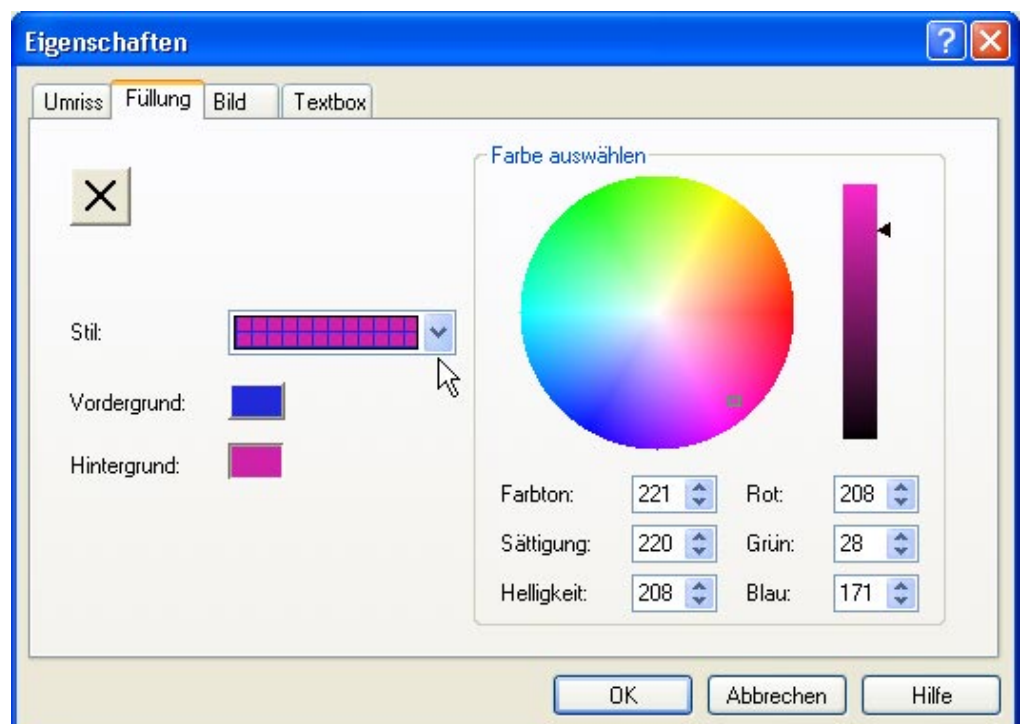 Eigenschaften
Umriss Füllung Bild Textbox
Farbe auswählen
Stil:
Vordergrund:
Hintergrund:
Farbton: 221 Rot: 208
Sättigung: 220 Grün: 28
Helligkeit: 208 Blau: 171
OK Abbrechen Hilfe